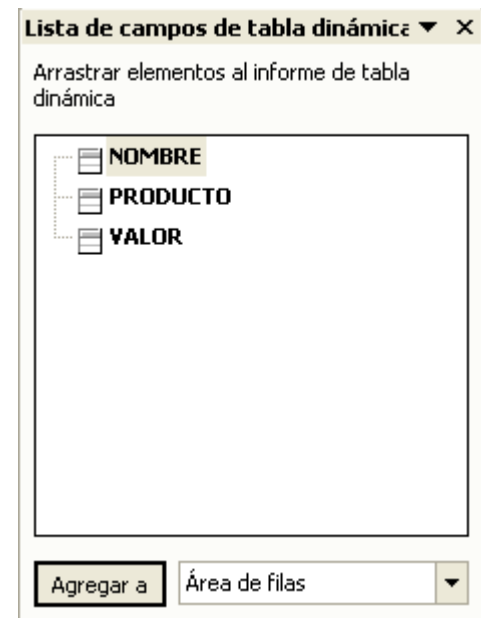 Lista de campos de tabla dinámica
Arrastrar elementos al informe de tabla
dinámica
NOMBRE
PRODUCTO
VALOR
Agregar a
Área de filas